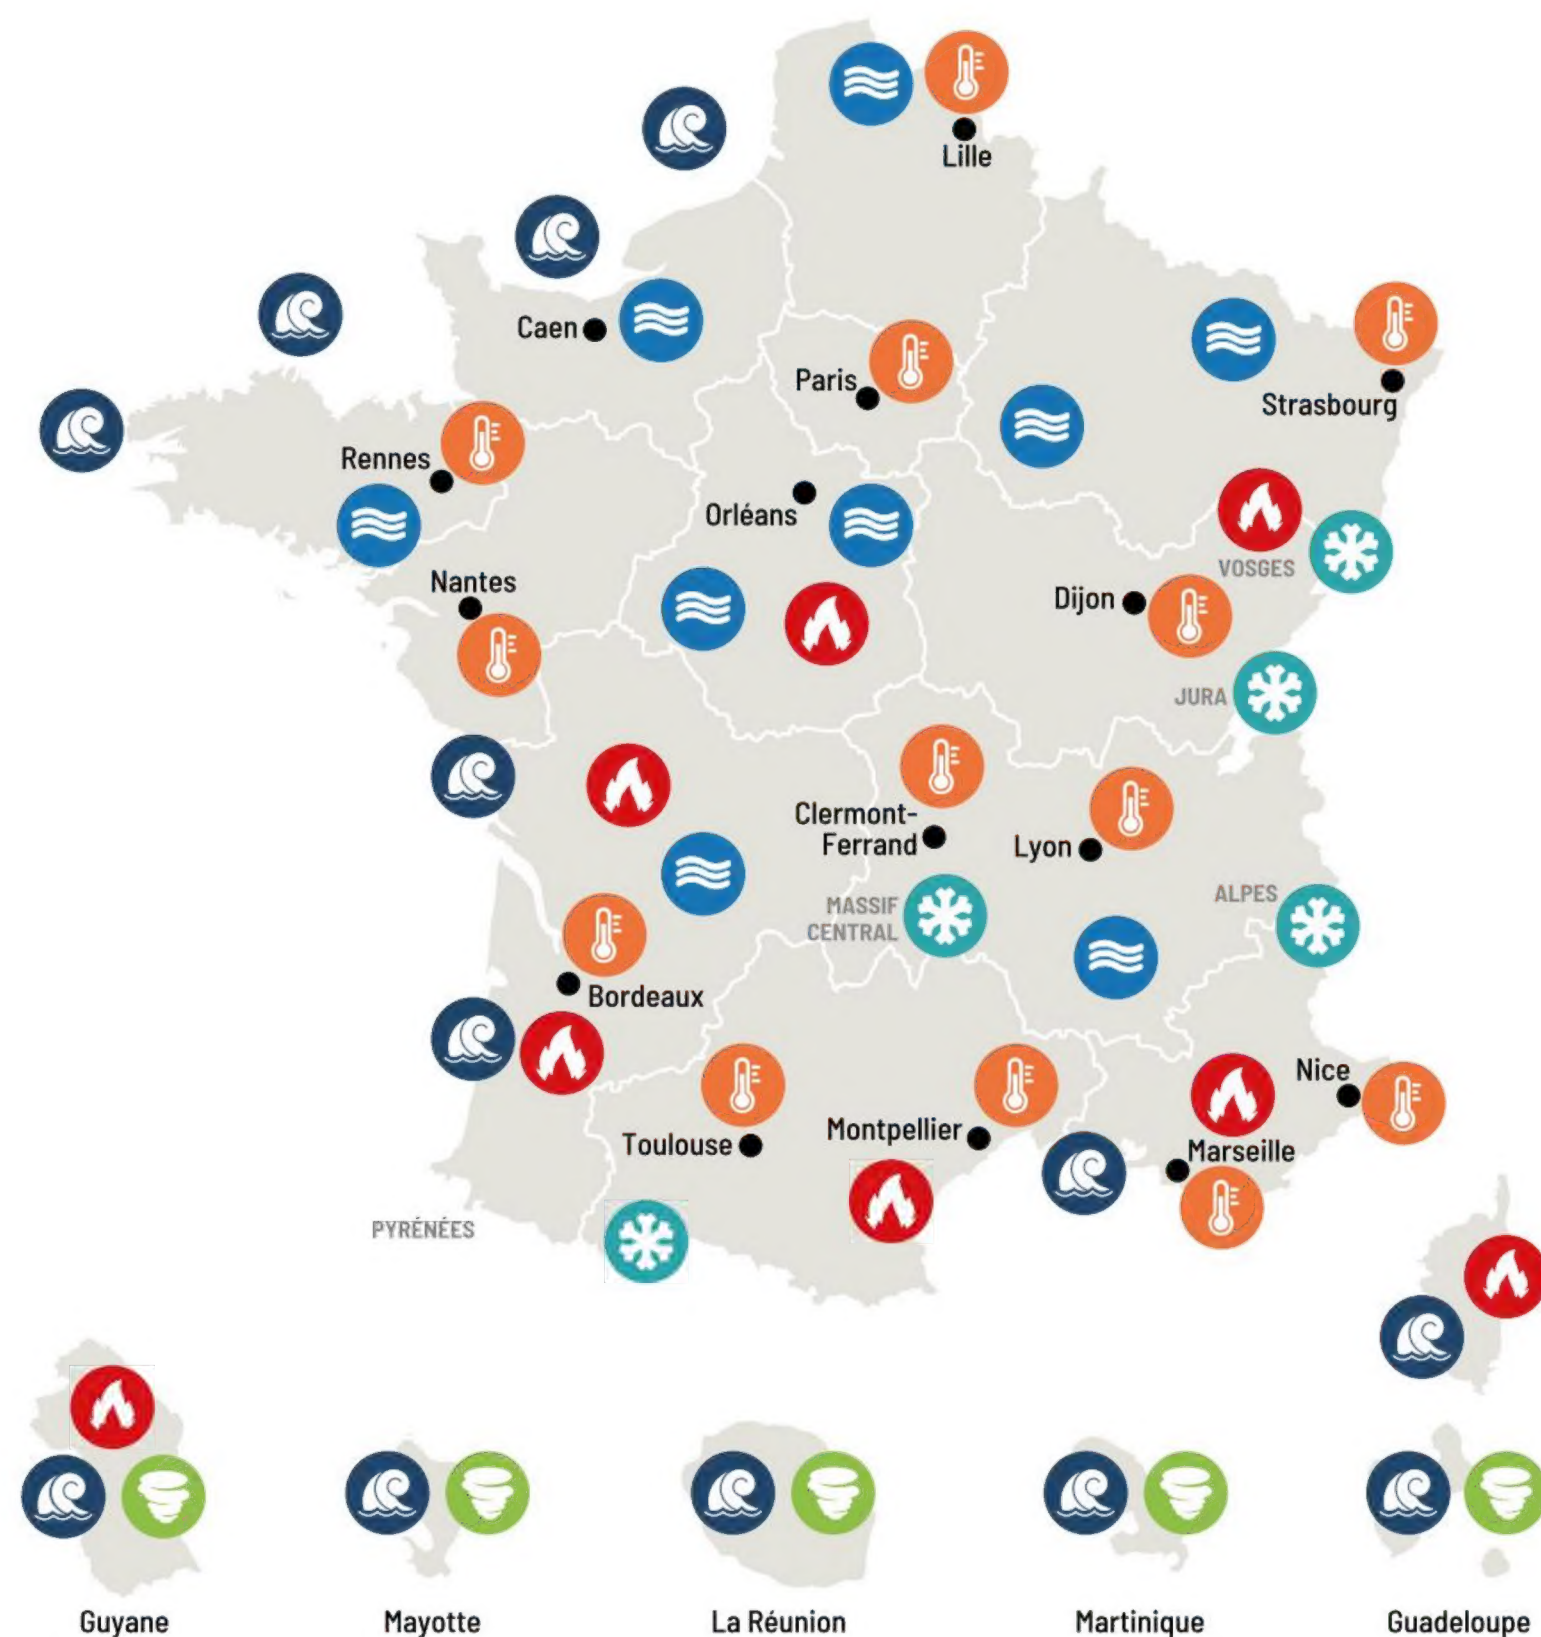 Lille
Caen
Paris
Strasbourg
Rennes
Orléans
VOSGES
Nantes
Dijon
JURA
Clermont-
Ferrand
Lyon
ALPES
MASSIF
CENTRAL
Bordeaux
Nice
Montpellier
Toulouse
Marseille
PYRÉNÉES
Guyane
Mayotte
La Réunion
Martinique
Guadeloupe